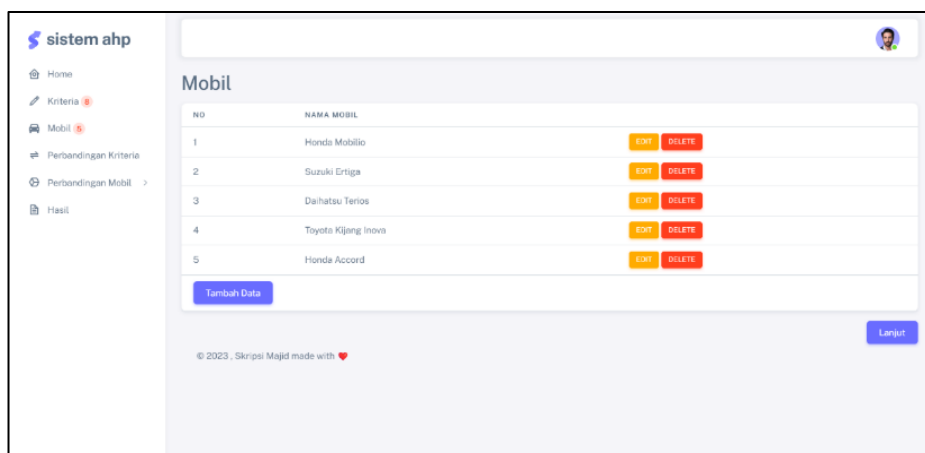 sistem ahp
Home
Kriteria 8
Mobil 5
Perbandingan Kriteria
Perbandingan Mobil
Hasil
Mobil
NO NAMA MOBIL
1 Honda Mobilio EDIT DELETE
2 Suzuki Ertiga EDIT DELETE
3 Daihatsu Terios EDIT DELETE
4 Toyota Kijang Inova EDIT DELETE
5 Honda Accord EDIT DELETE
Tambah Data
Lanjut
© 2023 , Skripsi Majid made with ❤️